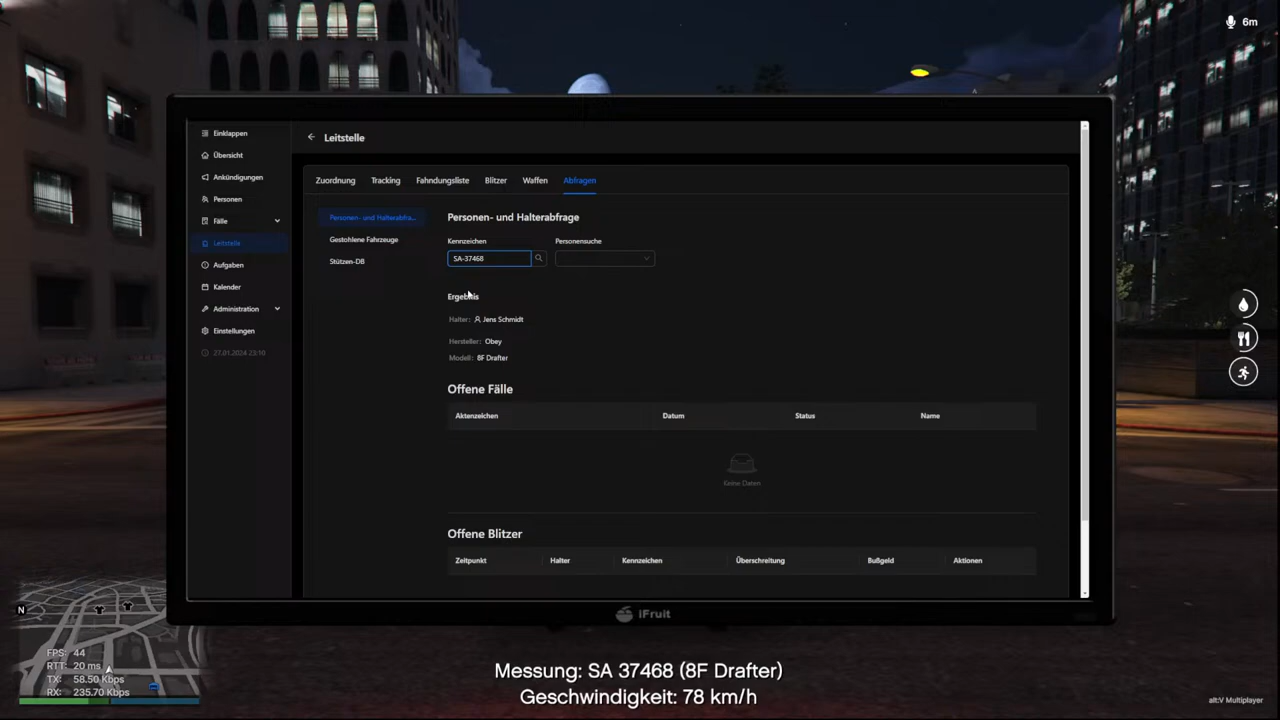 6m
Einklappen
Übersicht
Ankündigungen
Personen
Fälle
Leitstelle
Aufgaben
Kalender
Administration
Einstellungen
27.01.2024 23:10
Leitstelle
Zuordnung Tracking Fahndungsliste Blitzer Waffen Abfragen
Personen- und Halterabfra...
Gestohlene Fahrzeuge
Stützen-DB
Personen- und Halterabfrage
Kennzeichen Personensuche
SA-37468
Ergebnis
Halter: Jens Schmidt
Hersteller: Obey
Modell: 8F Drafter
Offene Fälle
Aktenzeichen Datum Status Name
Keine Daten
Offene Blitzer
Zeitpunkt Halter Kennzeichen Überschreitung Bußgeld Aktionen
iFruit
N
FPS: 44
RTT: 20 ms
TX: 58.50 Kbps
RX: 235.70 Kbps
Messung: SA 37468 (8F Drafter)
Geschwindigkeit: 78 km/h
alt:V Multiplayer